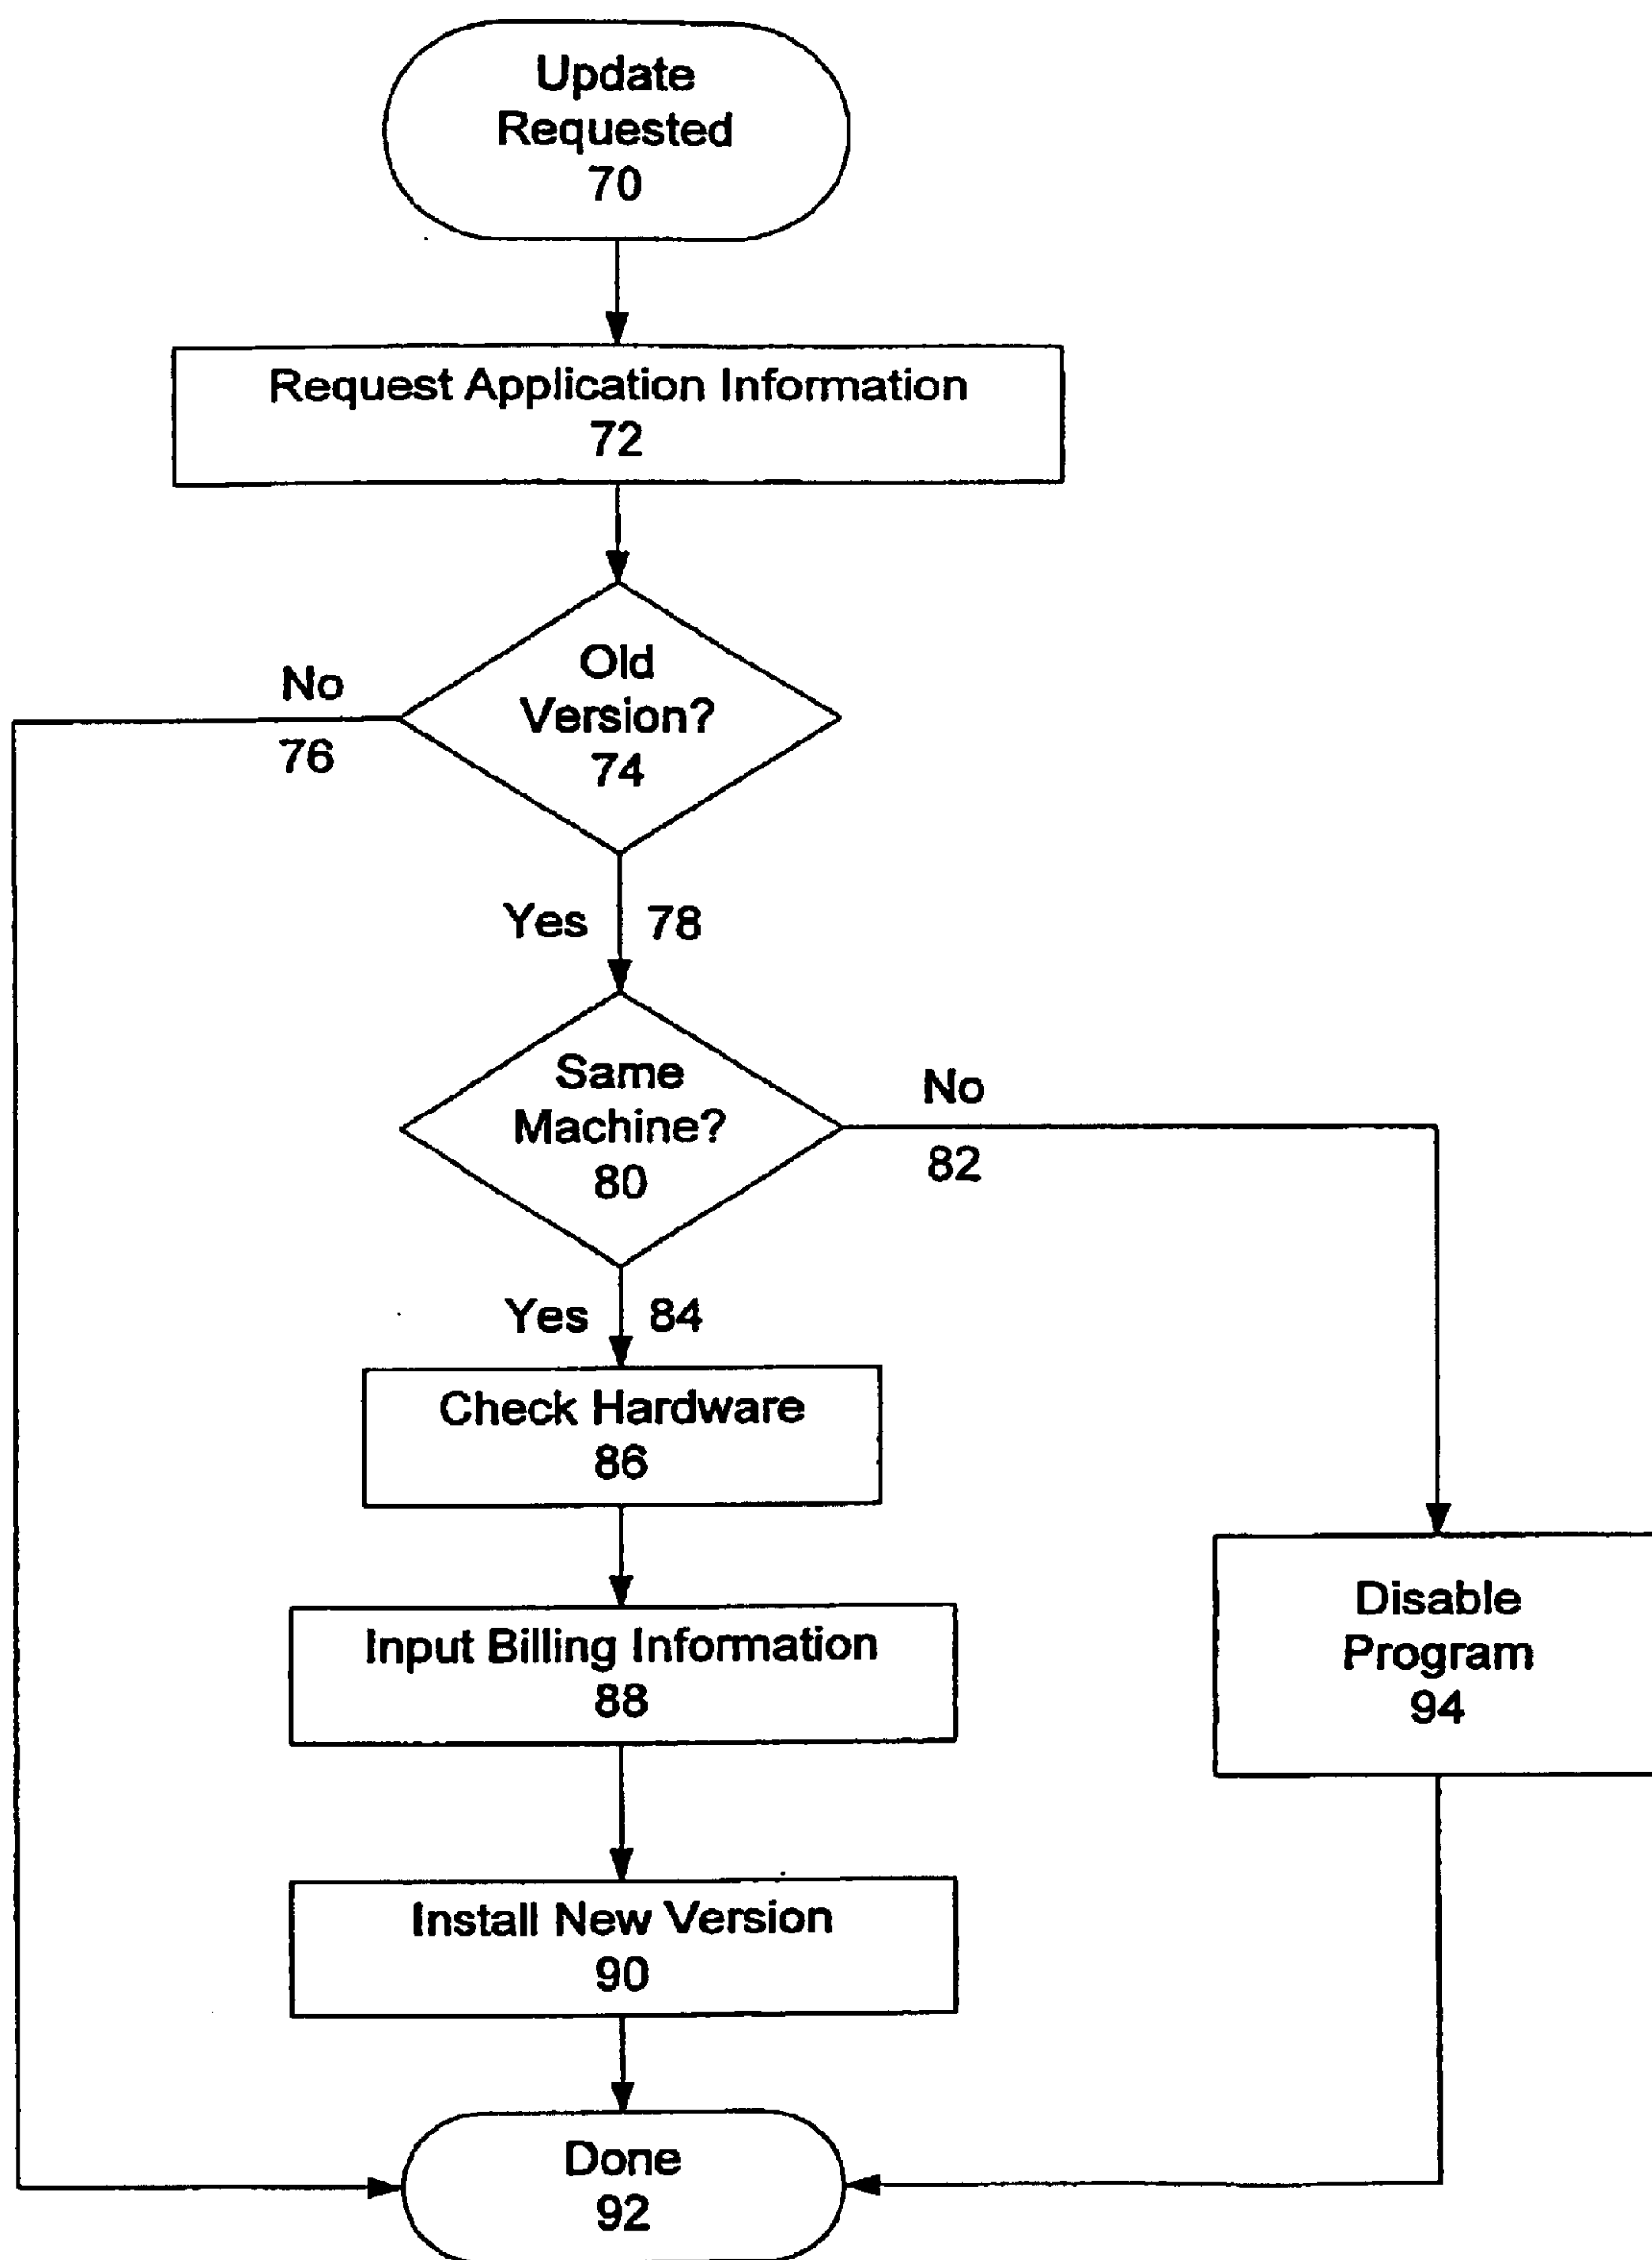 Update
Requested
70
Request Application Information
72
Old
Version?
74
No
76
Yes 78
Same
Machine?
80
No
82
Yes 84
Check Hardware
86
Input Billing Information
88
Disable
Program
94
Install New Version
90
Done
92